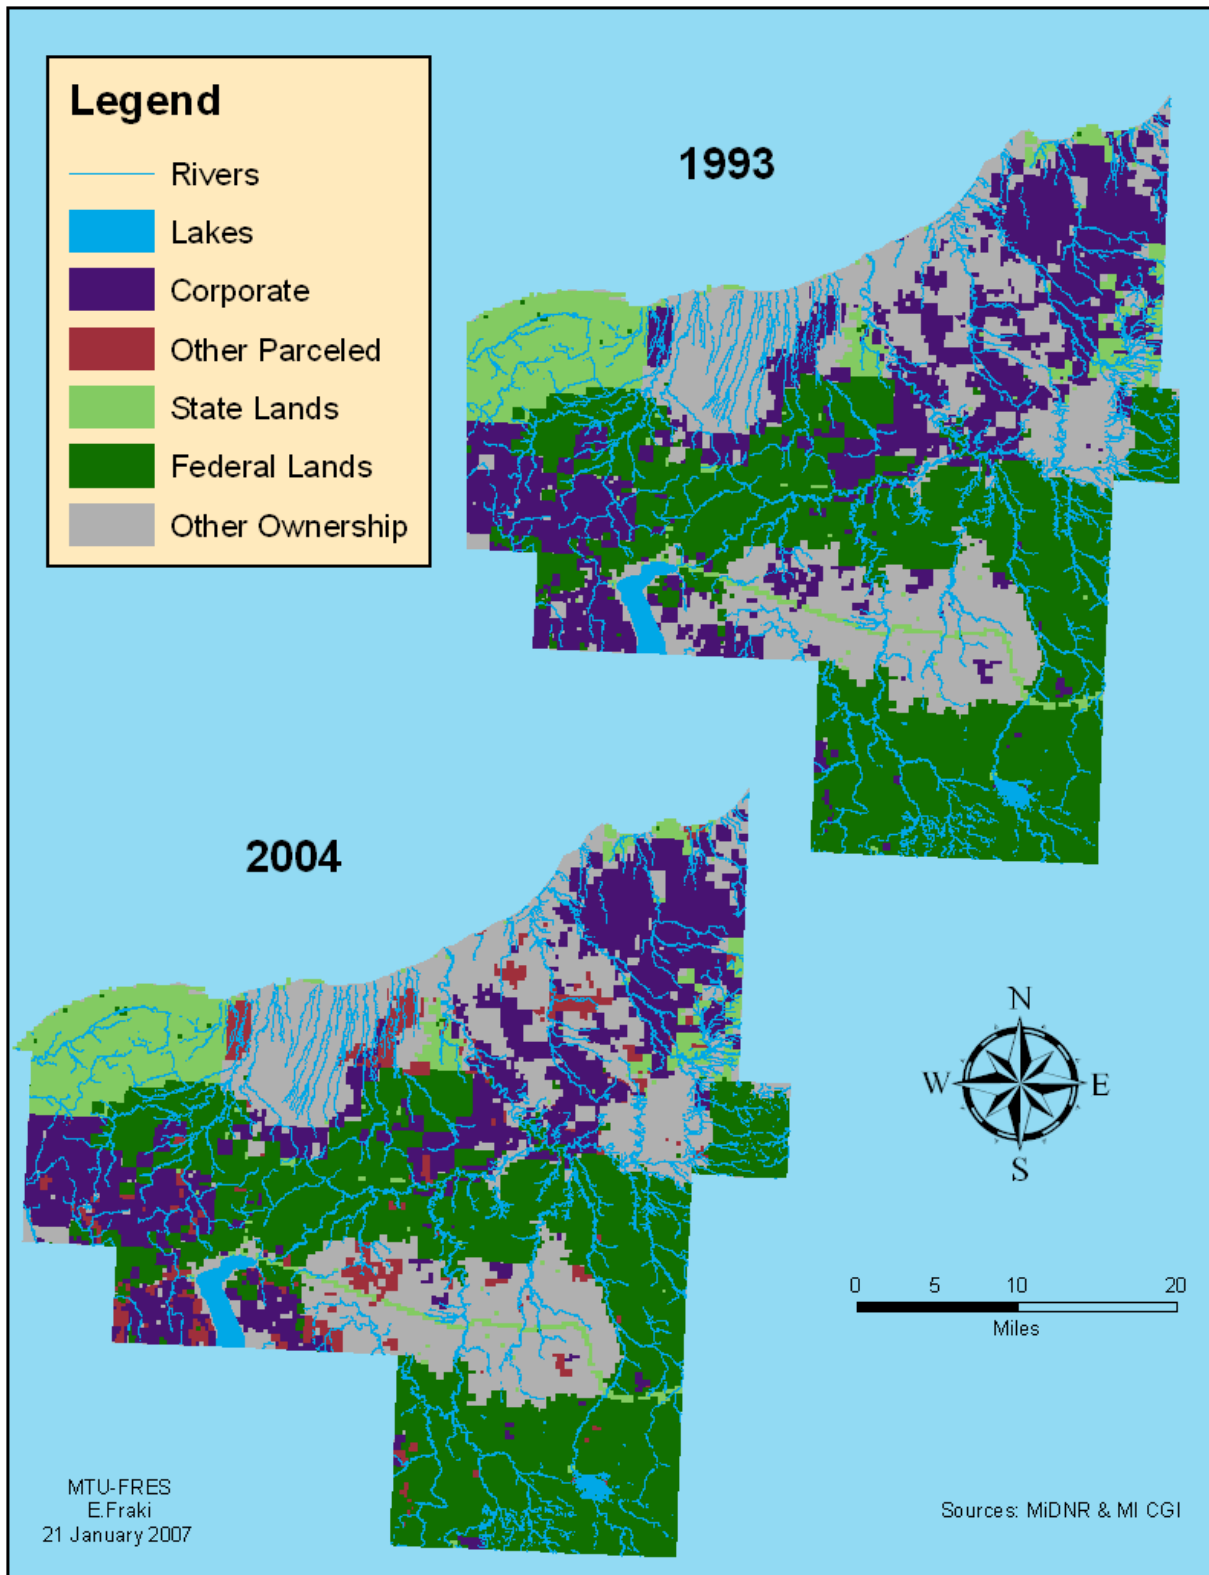 Legend
Rivers
Lakes
Corporate
Other Parceled
State Lands
Federal Lands
Other Ownership
1993
2004
N
W E
S
0 5 10 20
Miles
MTU-FRES
E.Fraki
21 January 2007
Sources: MiDNR & MI CGI